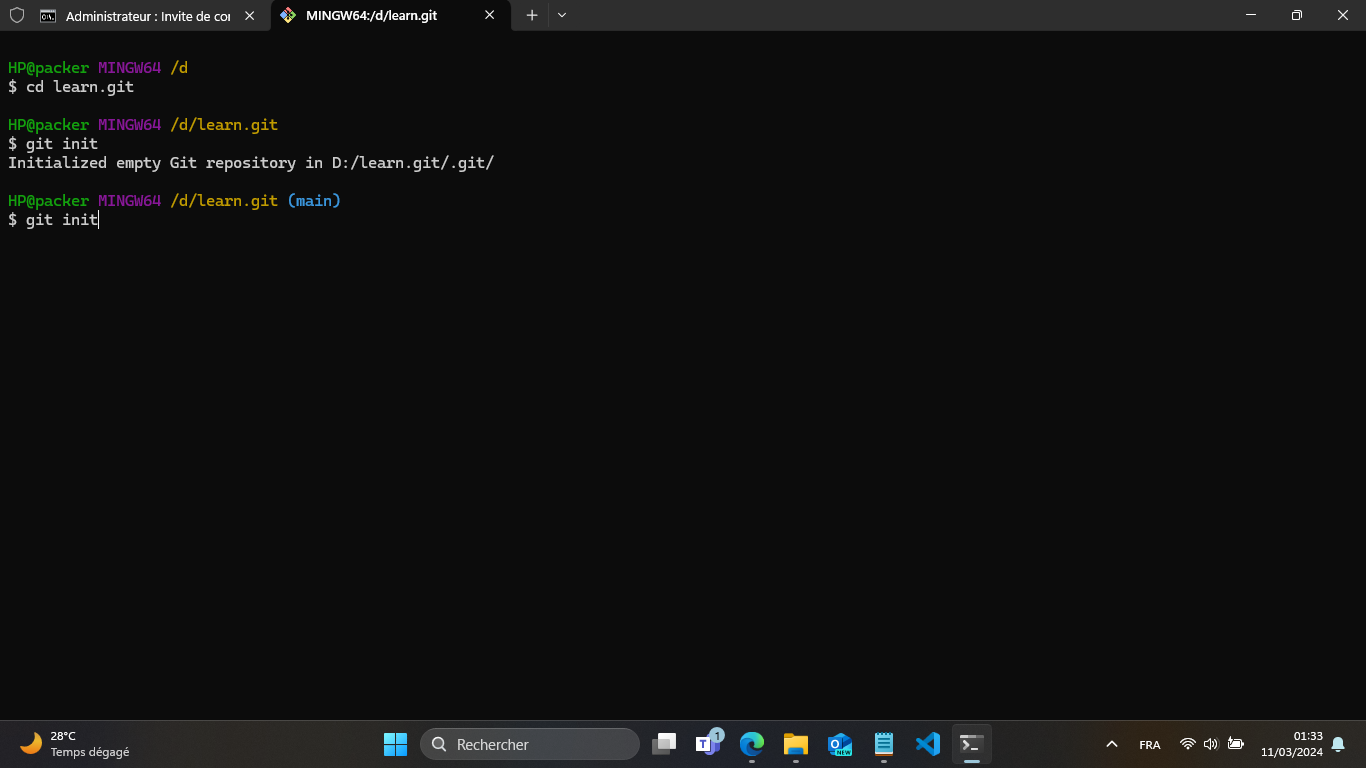 Administrateur : Invite de co
MINGW64:/d/learn.git
HP@packer MINGW64 /d
$ cd learn.git
HP@packer MINGW64 /d/learn.git
$ git init
Initialized empty Git repository in D:/learn.git/.git/
HP@packer MINGW64 /d/learn.git (main)
$ git init
28°C
Temps dégagé
Rechercher
1
NEW
FRA
01:33
11/03/2024